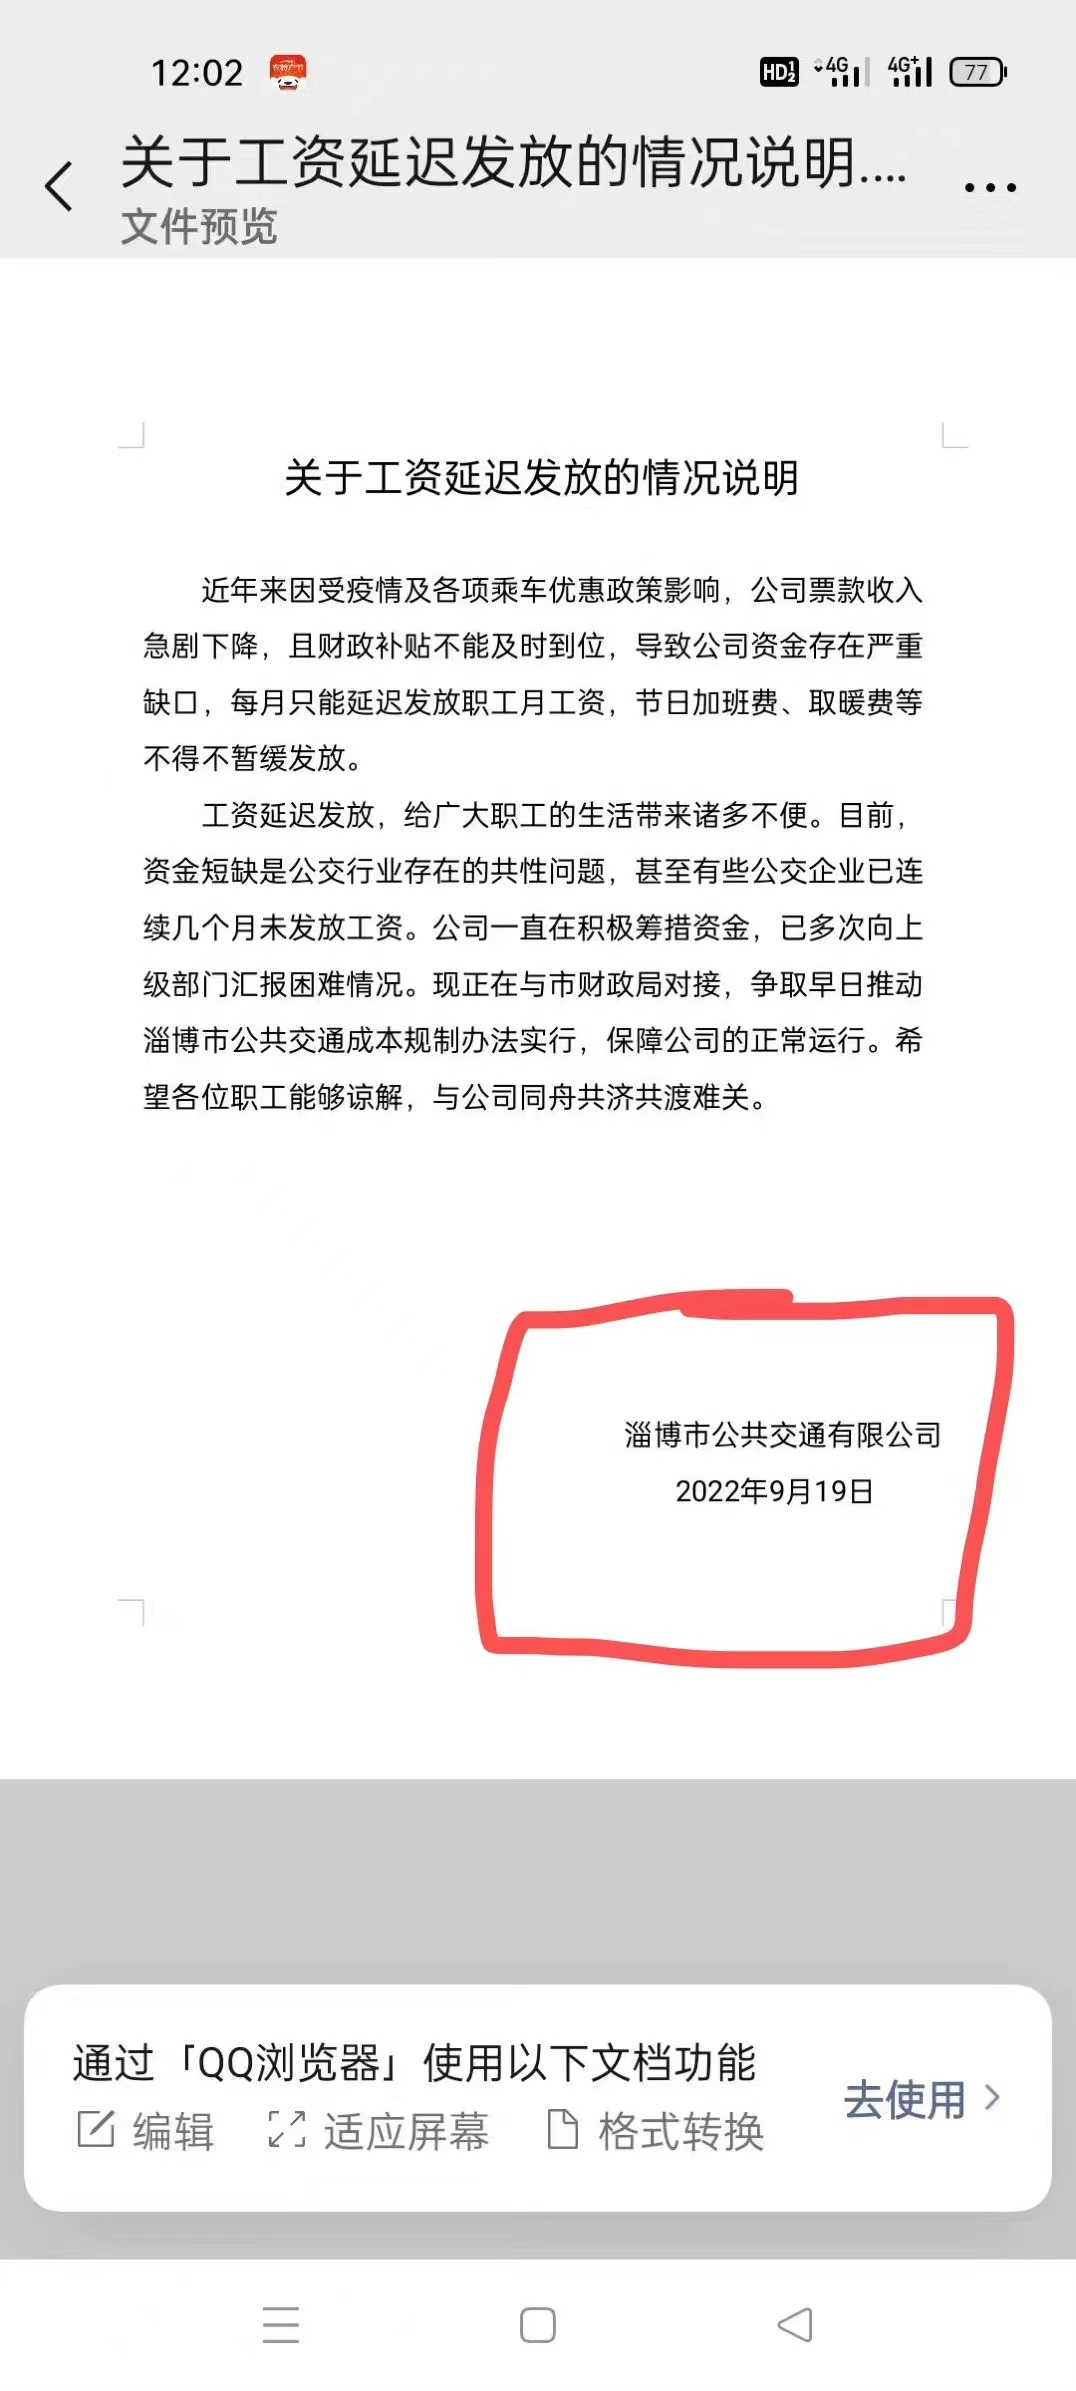 12:02
HD 1 2 4G 4G+ 77
关于工资延迟发放的情况说明....
文件预览
关于工资延迟发放的情况说明
近年来因受疫情及各项乘车优惠政策影响，公司票款收入
急剧下降，且财政补贴不能及时到位，导致公司资金存在严重
缺口，每月只能延迟发放职工月工资，节日加班费、取暖费等
不得不暂缓发放。
工资延迟发放，给广大职工的生活带来诸多不便。目前，
资金短缺是公交行业存在的共性问题，甚至有些公交企业已连
续几个月未发放工资。公司一直在积极筹措资金，已多次向上
级部门汇报困难情况。现正在与市财政局对接，争取早日推动
淄博市公共交通成本规制办法实行，保障公司的正常运行。希
望各位职工能够谅解，与公司同舟共济共渡难关。
淄博市公共交通有限公司
2022年9月19日
通过「QQ浏览器」使用以下文档功能
编辑 适应屏幕 格式转换
去使用